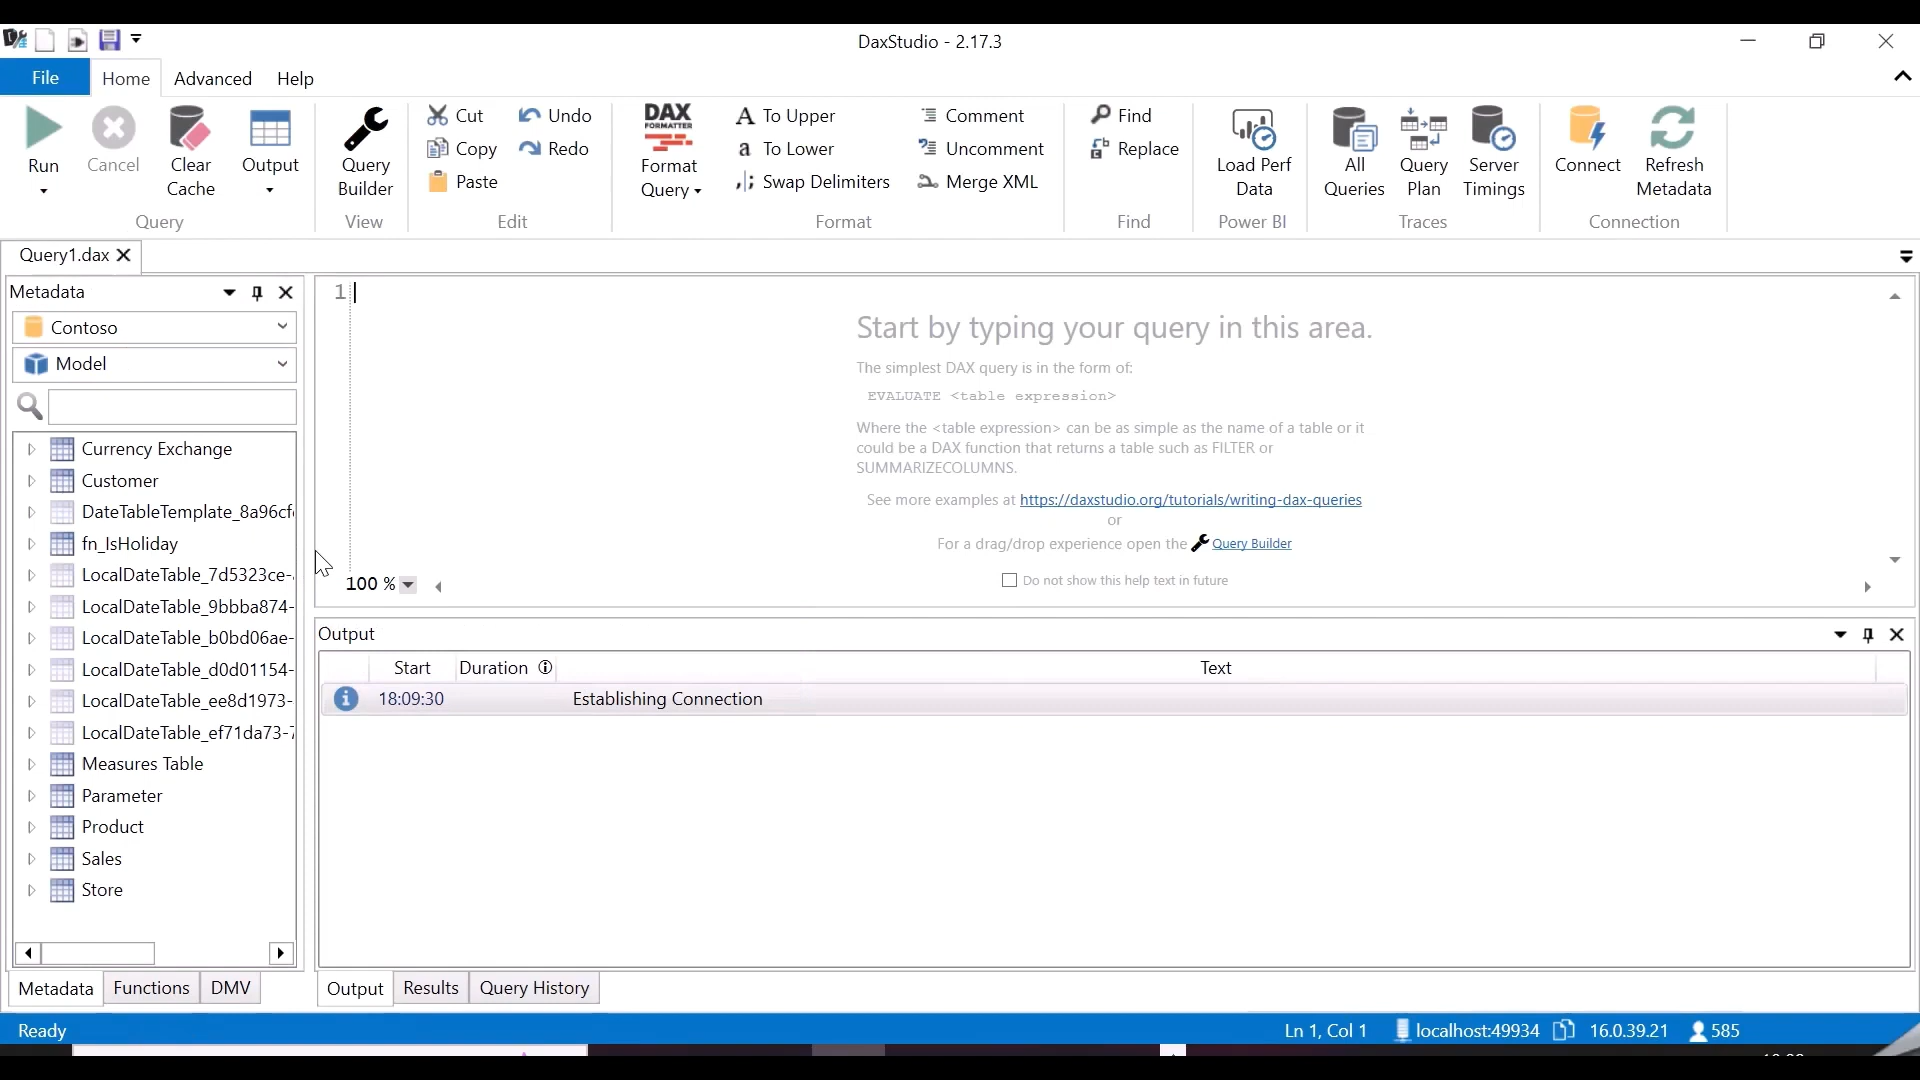 DaxStudio - 2.17.3
File Home Advanced Help
Run
Cancel
Clear
Cache
Output
Query
Query
Builder
View
Cut
Copy
Paste
Undo
Redo
Edit
DAX
FORMATTER
Format
Query
To Upper
To Lower
Swap Delimiters
Comment
Uncomment
Merge XML
Format
Find
Replace
Find
Load Perf
Data
Power BI
All
Queries
Query
Plan
Server
Timings
Traces
Connect
Refresh
Metadata
Connection
Query1.dax
Metadata
Contoso
Model
Currency Exchange
Customer
DateTableTemplate_8a96cf
fn_IsHoliday
LocalDateTable_7d5323ce-
LocalDateTable_9bbba874-
LocalDateTable_b0bd06ae-
LocalDateTable_d0d01154-
LocalDateTable_ee8d1973-
LocalDateTable_ef71da73-7
Measures Table
Parameter
Product
Sales
Store
Metadata Functions DMV
1
Start by typing your query in this area.
The simplest DAX query is in the form of:
EVALUATE <table expression>
Where the <table expression> can be as simple as the name of a table or it
could be a DAX function that returns a table such as FILTER or
SUMMARIZECOLUMNS.
See more examples at https://daxstudio.org/tutorials/writing-dax-queries
or
For a drag/drop experience open the Query Builder
Do not show this help text in future
100 %
Output
Start Duration Text
18:09:30 Establishing Connection
Output Results Query History
Ready Ln 1, Col 1 localhost:49934 16.0.39.21 585